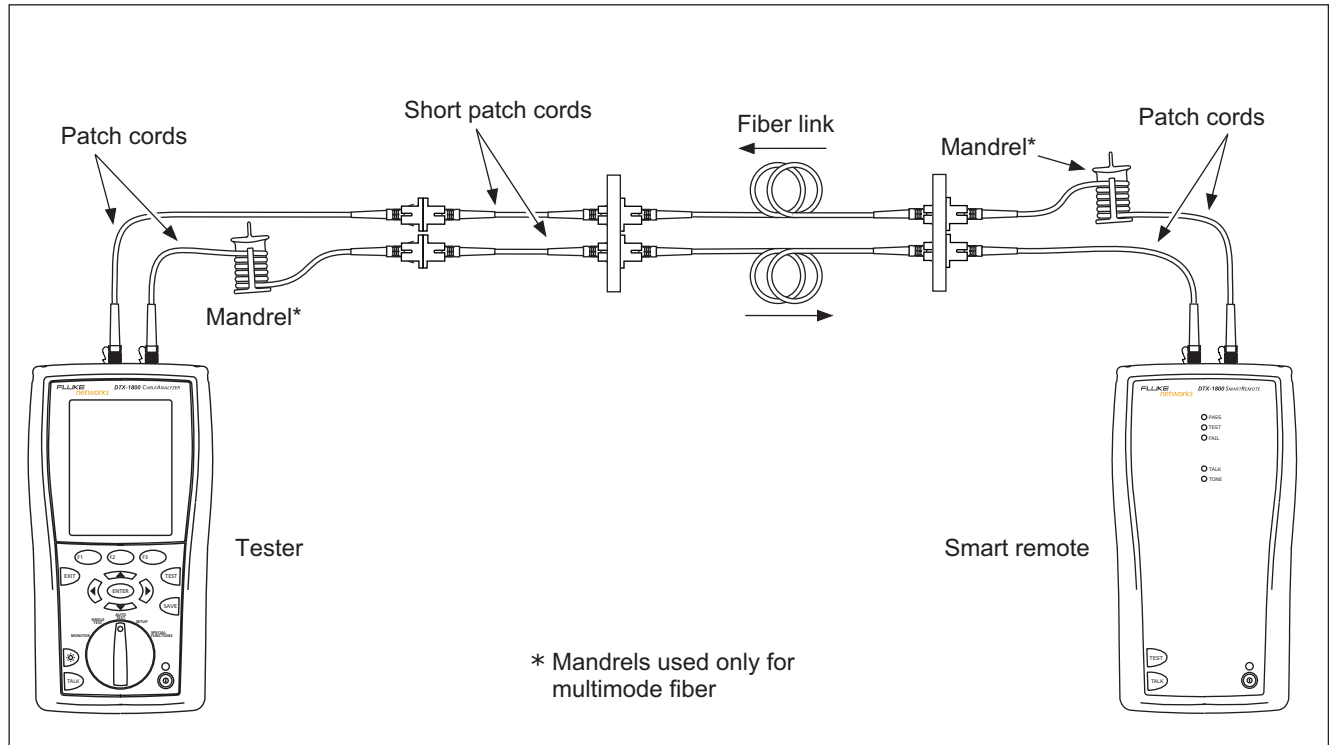 Short patch cords
Patch cords
Fiber link
Patch cords
Mandrel*
Mandrel*
FLUKE
networks
DTX-1800 CABLEANALYZER
FLUKE
networks
DTX-1800 SMARTREMOTE
PASS
TEST
FAIL
TALK
TONE
Tester
Smart remote
F1
F2
F3
EXIT
TEST
ENTER
SAVE
MONITOR
SINGLE
TEST
AUTO
TEST
SETUP
SPECIAL
FUNCTIONS
TALK
* Mandrels used only for
multimode fiber
TEST
TALK